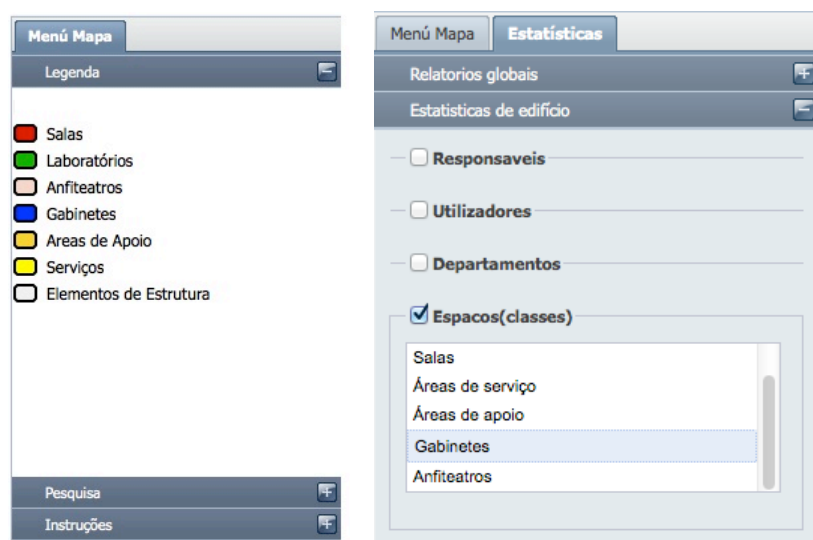 Menú Mapa
Legenda
Salas
Laboratórios
Anfiteatros
Gabinetes
Areas de Apoio
Serviços
Elementos de Estrutura
Pesquisa
Instruções
Menú Mapa Estatísticas
Relatorios globais
Estatisticas de edifício
Responsaveis
Utilizadores
Departamentos
Espacos(classes)
Salas
Áreas de serviço
Áreas de apoio
Gabinetes
Anfiteatros